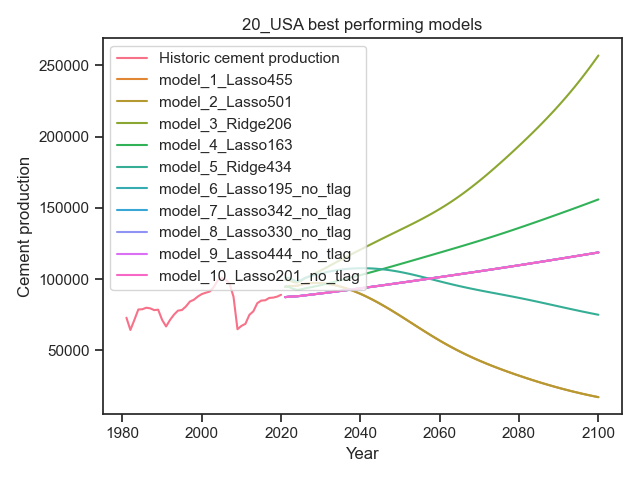 20_USA best performing models
Cement production
250000
200000
150000
100000
50000
Historic cement production
model_1_Lasso455
model_2_Lasso501
model_3_Ridge206
model_4_Lasso163
model_5_Ridge434
model_6_Lasso195_no_tlag
model_7_Lasso342_no_tlag
model_8_Lasso330_no_tlag
model_9_Lasso444_no_tlag
model_10_Lasso201_no_tlag
1980 2000 2020 2040 2060 2080 2100
Year